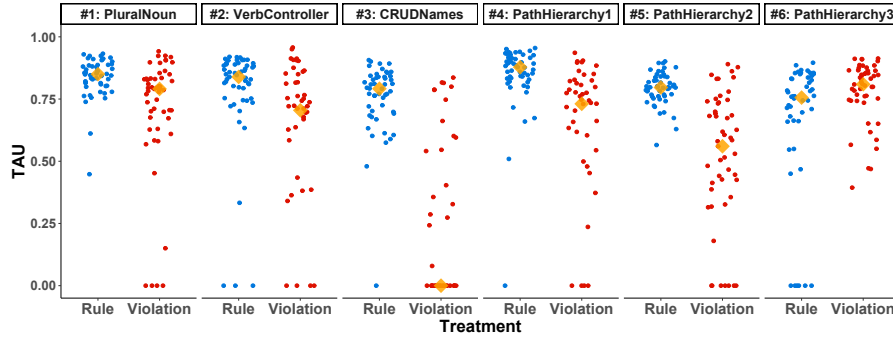 #1: PluralNoun #2: VerbController #3: CRUDNames #4: PathHierarchy1 #5: PathHierarchy2 #6: PathHierarchy3
1.00
0.75
0.50
0.25
0.00
TAU
Rule Violation Rule Violation Rule Violation Rule Violation Rule Violation Rule Violation
Treatment